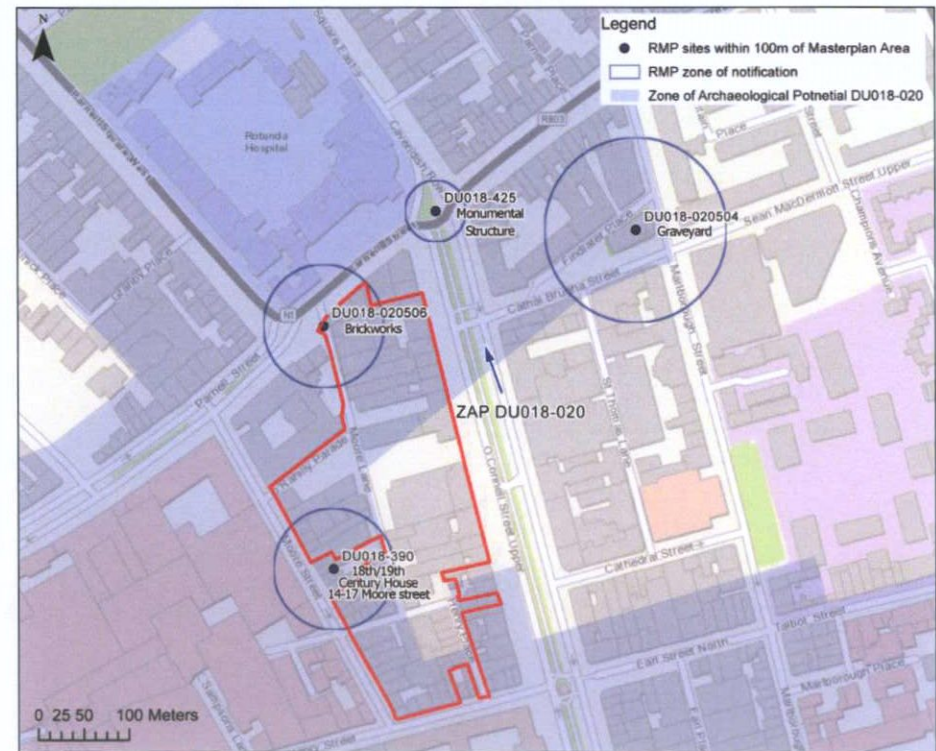 N
Legend
RMP sites within 100m of Masterplan Area
RMP zone of notification
Zone of Archaeological Potnetial DU018-020
Rotunda
Hospital
Square East
Cavendish Row
R803
Place
Street
Sean MacDermott Street Upper
Champions Avenue
DU018-425
Monumental
Structure
DU018-020504
Graveyard
Findlater Place
Cathal Brugha Street
Marlborough Street
Granby Place
N1
DU018-020506
Brickworks
Parnell Street
ZAP DU018-020
St Thomas Lane
O Connell Street Upper
Moore Lane
Moore Street
DU018-390
18th/19th
Century House
14-17 Moore street
Cathedral Street
Talbot Street
Earl Street North
Marlborough Place
0 25 50 100 Meters